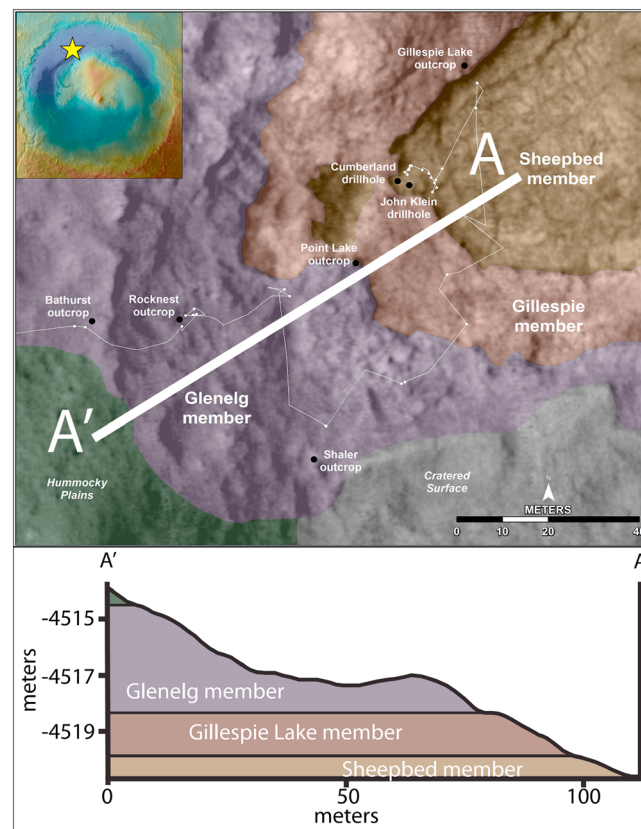 Gillespie Lake
outcrop
A
Sheepbed
member
Cumberland
drillhole
John Klein
drillhole
Point Lake
outcrop
Bathurst
outcrop
Rocknest
outcrop
Gillespie
member
Glenelg
member
A'
Shaler
outcrop
Hummocky
Plains
Cratered
Surface
N
METERS
0 10 20 40
A' A
meters
-4515
-4517
-4519
Glenelg member
Gillespie Lake member
Sheepbed member
0 50 100
meters